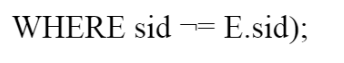 WHERE sid ¬= E.sid);